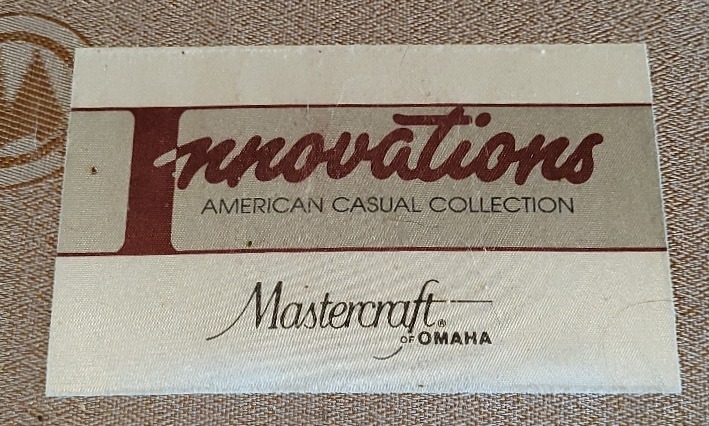 Innovations
AMERICAN CASUAL COLLECTION
Mastercraft®
OF OMAHA